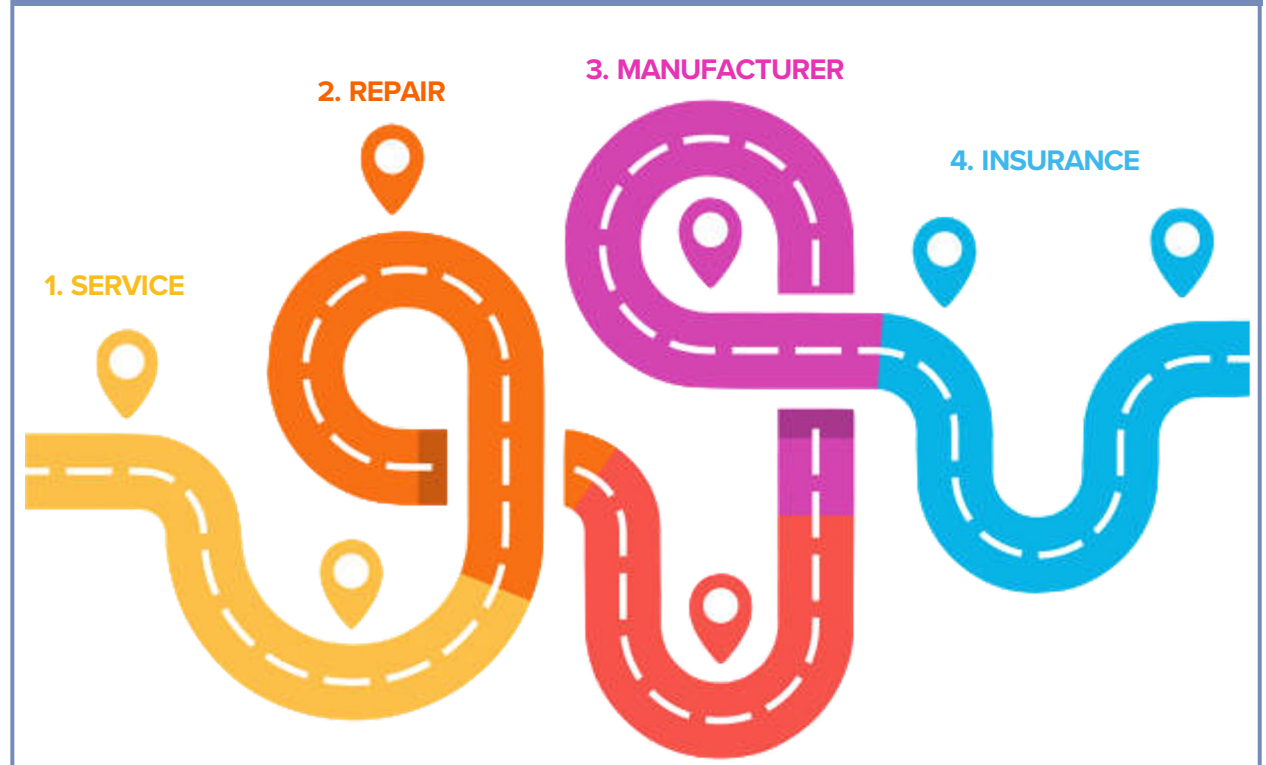 1. SERVICE
2. REPAIR
3. MANUFACTURER
4. INSURANCE